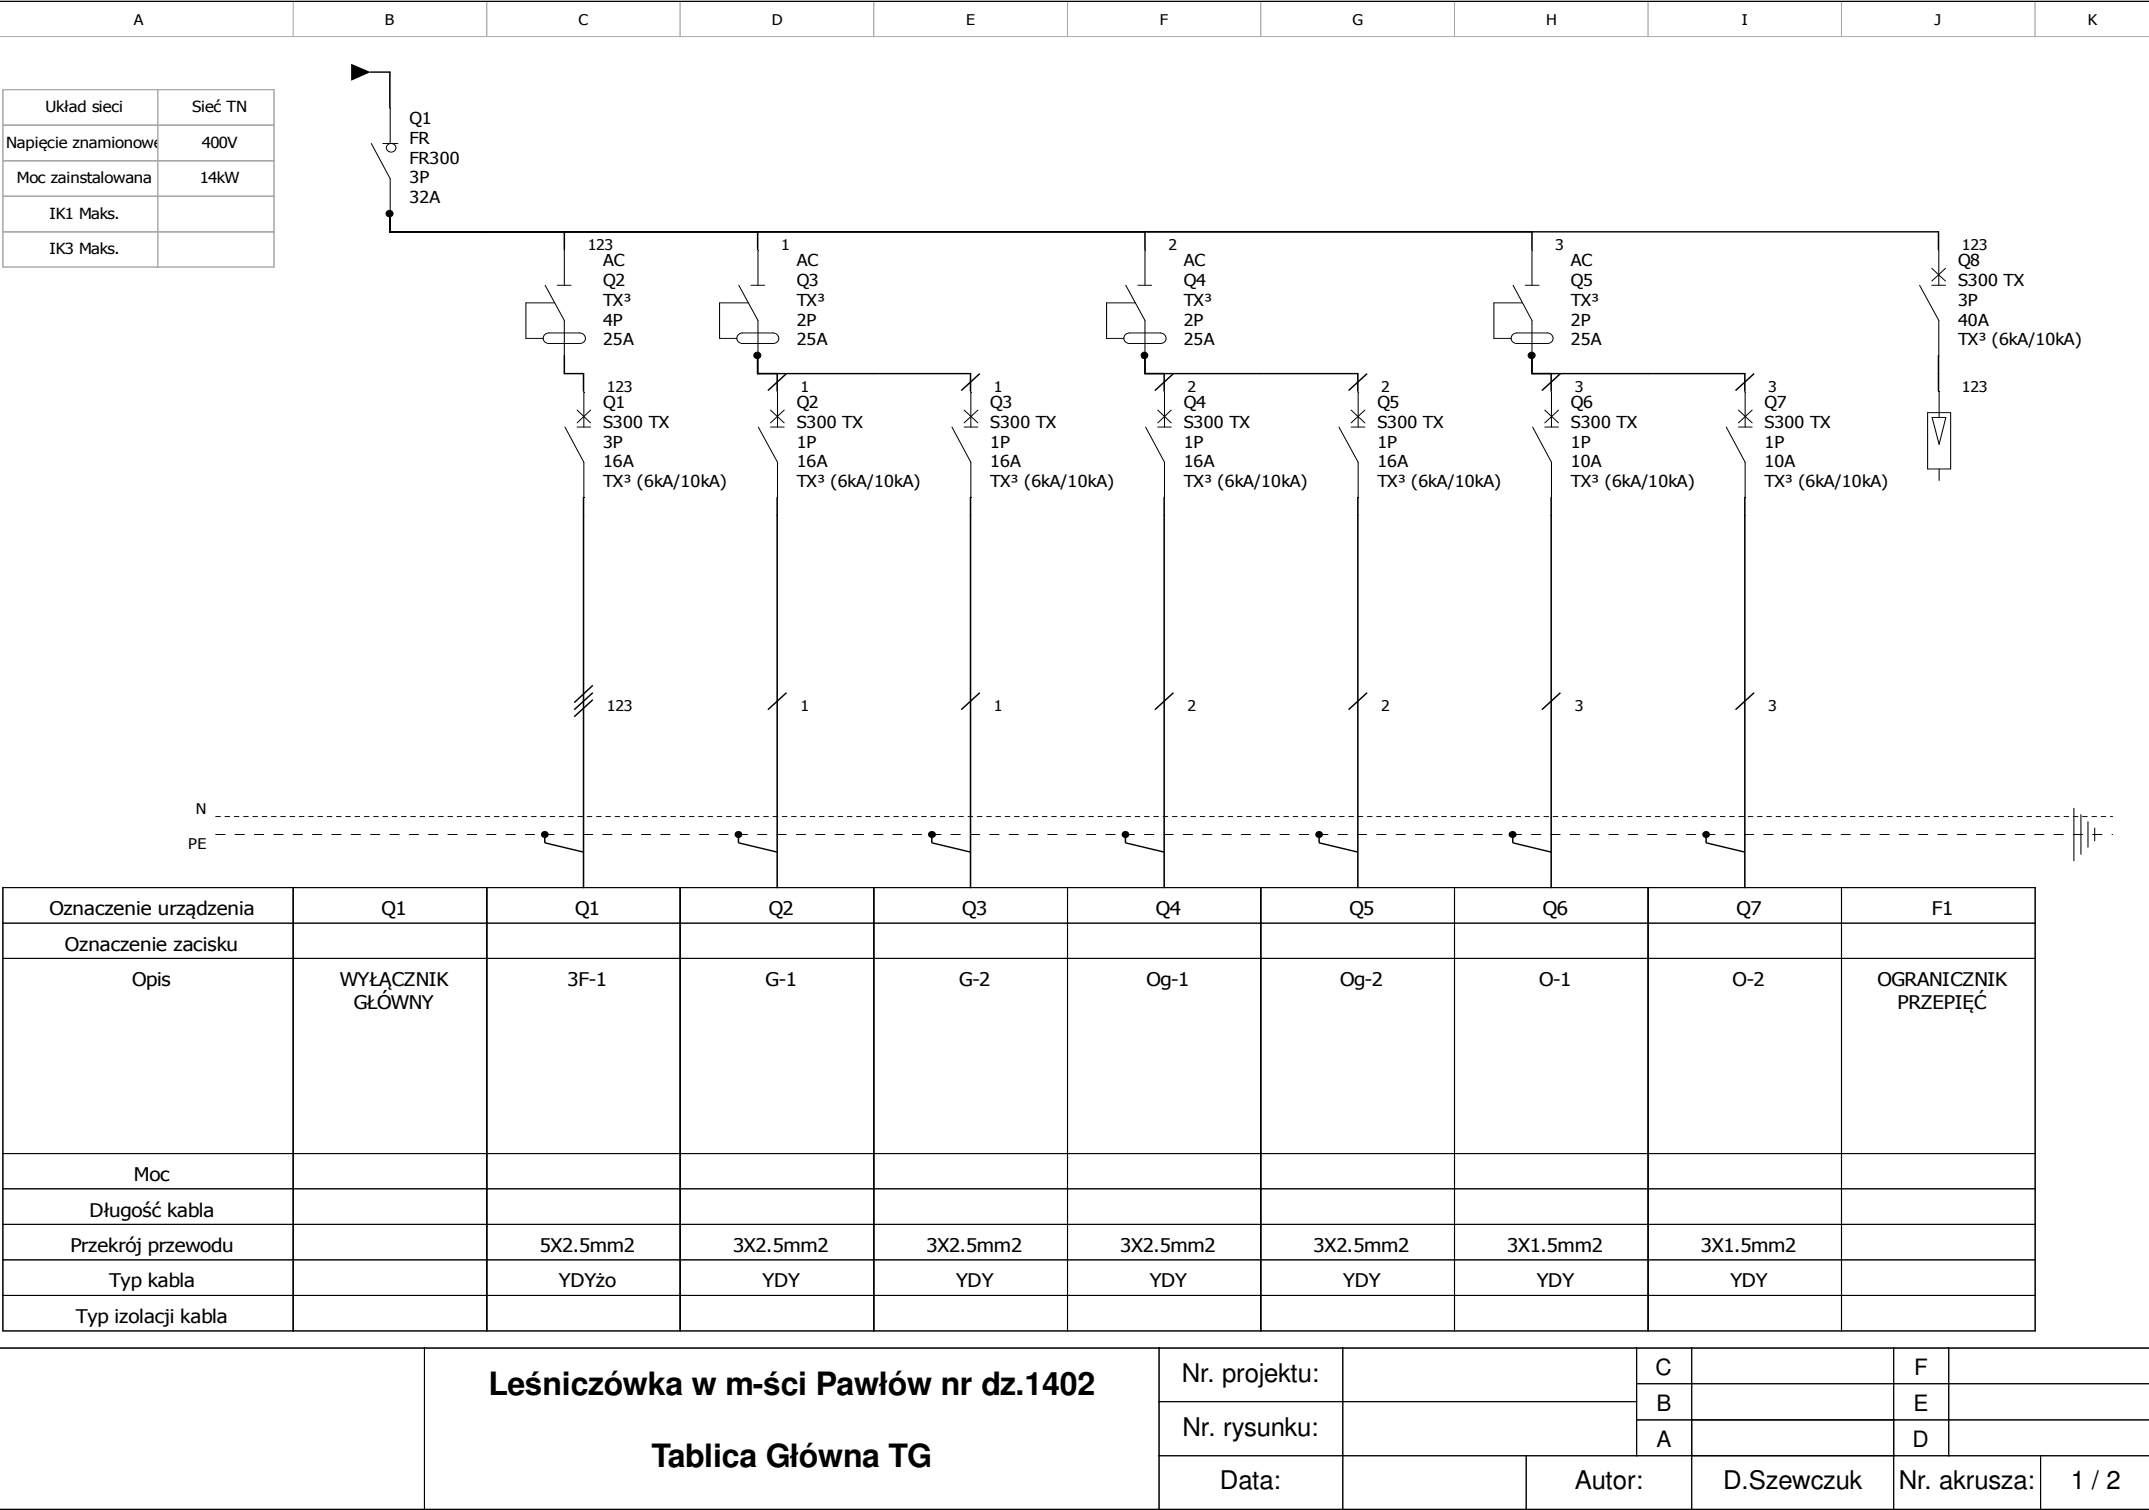 A B C D E F G H I J K
Układ sieci Sieć TN
Napięcie znamionowe 400V
Moc zainstalowana 14kW
IK1 Maks.
IK3 Maks.
Q1
FR
FR300
3P
32A
123
AC
Q2
TX³
4P
25A
1
AC
Q3
TX³
2P
25A
2
AC
Q4
TX³
2P
25A
3
AC
Q5
TX³
2P
25A
123
Q8
S300 TX
3P
40A
TX³ (6kA/10kA)
123
123
Q1
S300 TX
3P
16A
TX³ (6kA/10kA)
1
Q2
S300 TX
1P
16A
TX³ (6kA/10kA)
1
Q3
S300 TX
1P
16A
TX³ (6kA/10kA)
2
Q4
S300 TX
1P
16A
TX³ (6kA/10kA)
2
Q5
S300 TX
1P
16A
TX³ (6kA/10kA)
3
Q6
S300 TX
1P
10A
TX³ (6kA/10kA)
3
Q7
S300 TX
1P
10A
TX³ (6kA/10kA)
123 1 1 2 2 3 3
N
PE
Oznaczenie urządzenia Q1 Q1 Q2 Q3 Q4 Q5 Q6 Q7 F1
Oznaczenie zacisku
Opis WYŁĄCZNIK GŁÓWNY 3F-1 G-1 G-2 Og-1 Og-2 O-1 O-2 OGRANICZNIK PRZEPIĘĆ
Moc
Długość kabla
Przekrój przewodu 5X2.5mm2 3X2.5mm2 3X2.5mm2 3X2.5mm2 3X2.5mm2 3X1.5mm2 3X1.5mm2
Typ kabla YDYżo YDY YDY YDY YDY YDY YDY
Typ izolacji kabla
Leśniczówka w m-ści Pawłów nr dz.1402
Tablica Główna TG
Nr. projektu:
Nr. rysunku:
C F
B E
A D
Data: Autor: D.Szewczuk Nr. akrusza: 1 / 2